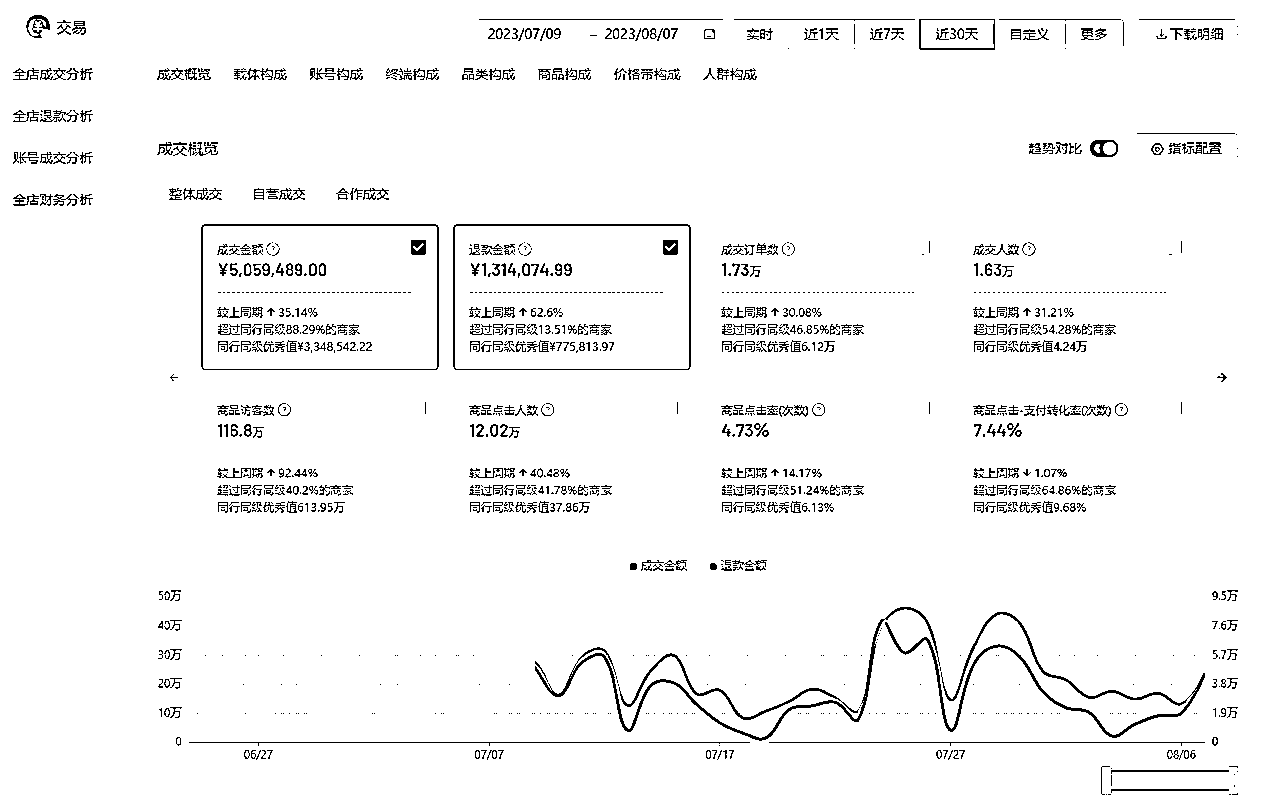 交易
2023/07/09 – 2023/08/07 实时 近1天 近7天 近30天 自定义 更多 下载明细
全店成交分析
全店退款分析
账号成交分析
全店财务分析
成交概览 载体构成 账号构成 终端构成 品类构成 商品构成 价格带构成 人群构成
成交概览 趋势对比 指标配置
整体成交 自营成交 合作成交
成交金额 ? 退款金额 ? 成交订单数 ? 成交人数 ?
¥5,059,489.00 ¥1,314,074.99 1.73万 1.63万
较上周期 ↑ 35.14% 较上周期 ↑ 62.6% 较上周期 ↑ 30.08% 较上周期 ↑ 31.21%
超过同行同级88.29%的商家 超过同行同级13.51%的商家 超过同行同级46.85%的商家 超过同行同级54.28%的商家
同行同级优秀值¥3,348,542.22 同行同级优秀值¥775,813.97 同行同级优秀值6.12万 同行同级优秀值4.24万
← →
商品访客数 ? 商品点击人数 ? 商品点击率(次数) ? 商品点击-支付转化率(次数) ?
116.8万 12.02万 4.73% 7.44%
较上周期 ↑ 92.44% 较上周期 ↑ 40.48% 较上周期 ↑ 14.17% 较上周期 ↓ 1.07%
超过同行同级40.2%的商家 超过同行同级41.78%的商家 超过同行同级51.24%的商家 超过同行同级64.86%的商家
同行同级优秀值613.95万 同行同级优秀值37.86万 同行同级优秀值6.13% 同行同级优秀值9.68%
成交金额 退款金额
50万 9.5万
40万 7.6万
30万 5.7万
20万 3.8万
10万 1.9万
0 0
06/27 07/07 07/17 07/27 08/06